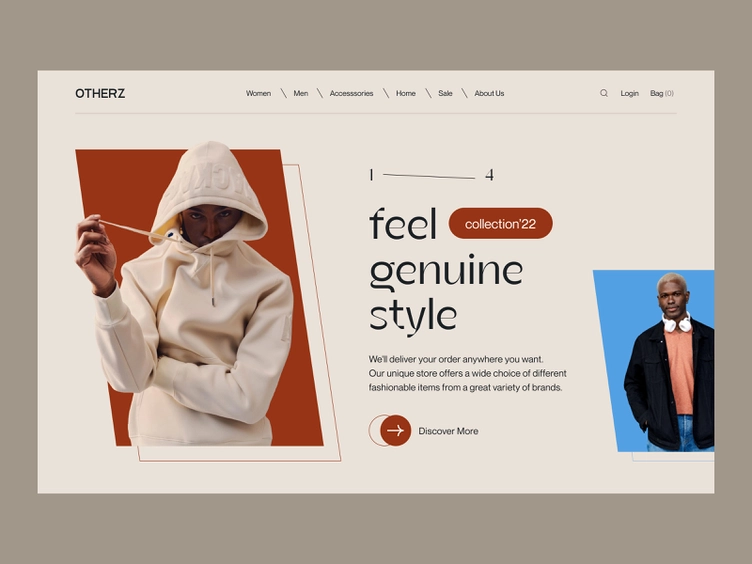 OTHERZ
Women \ Men \ Accesssories \ Home \ Sale \ About Us
Login Bag (0)
1 4
feel collection'22
genuine
style
We'll deliver your order anywhere you want.
Our unique store offers a wide choice of different
fashionable items from a great variety of brands.
Discover More